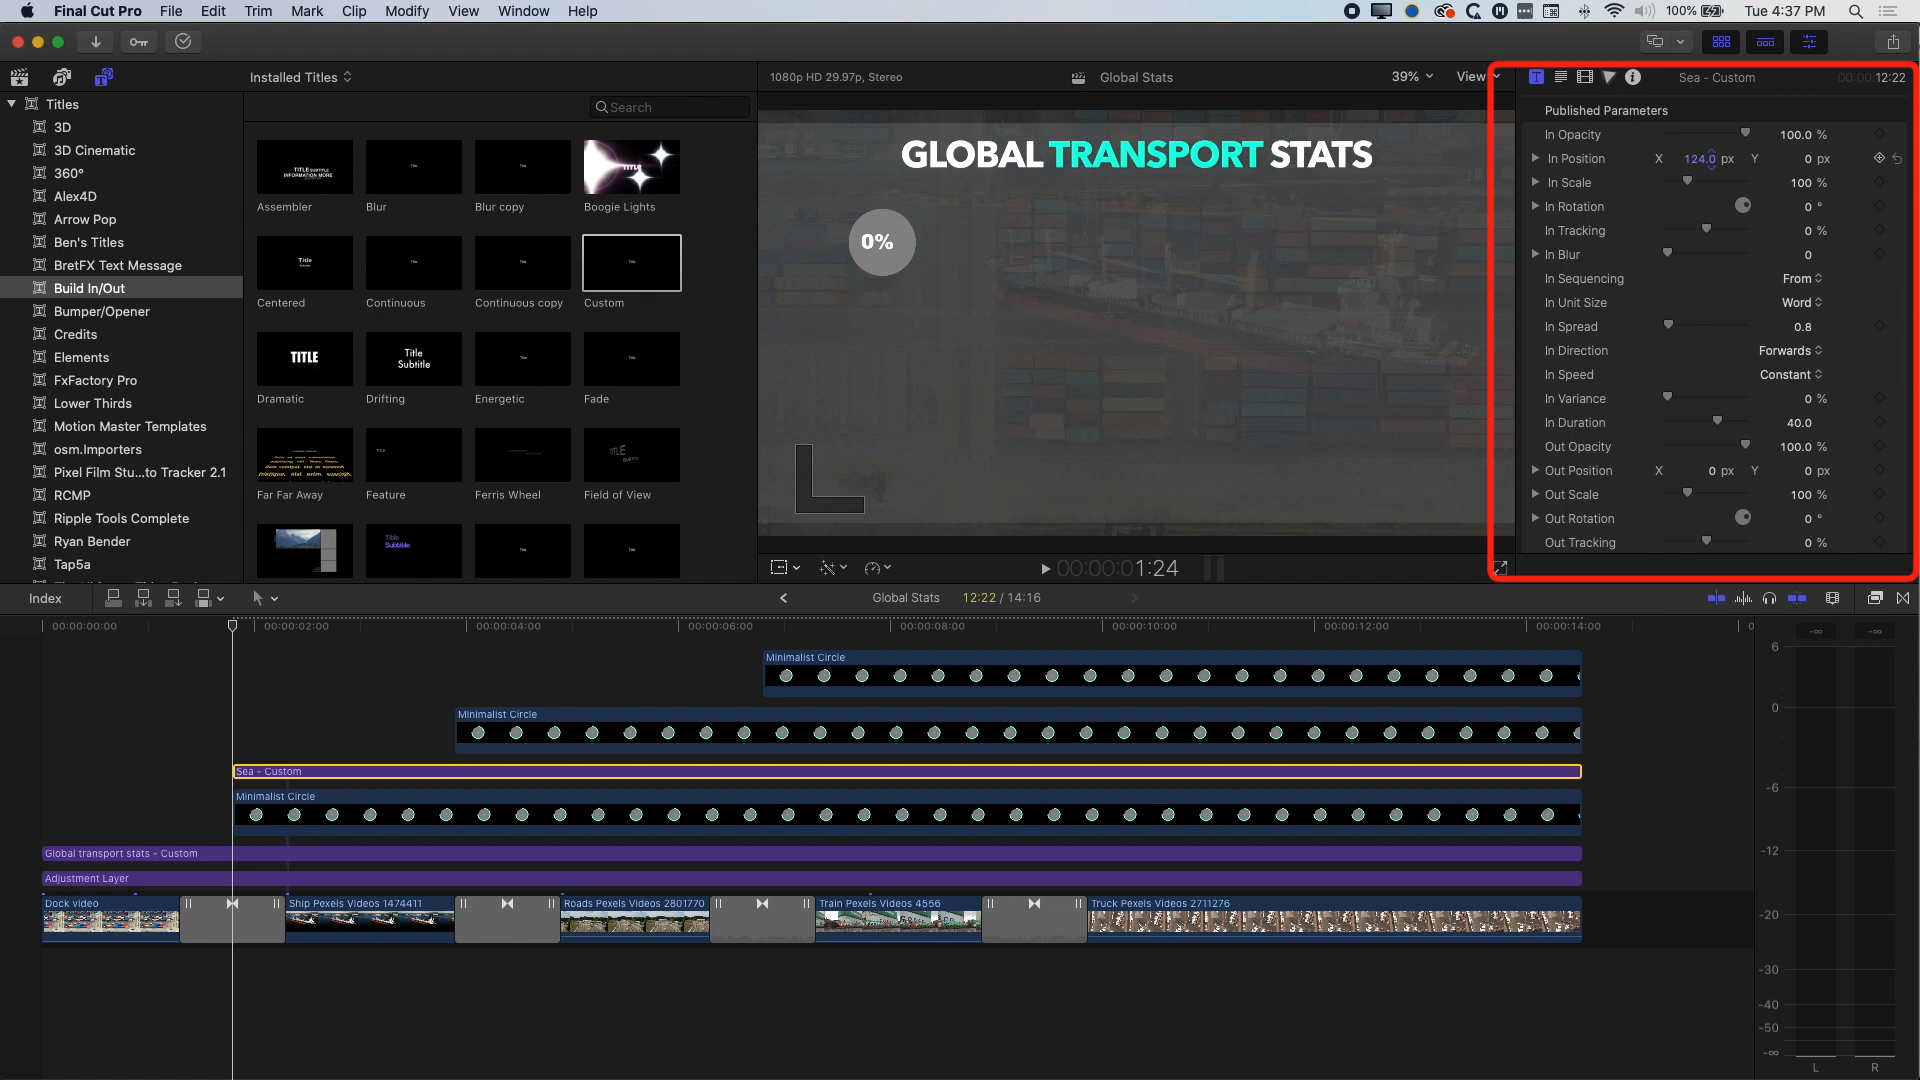 Final Cut Pro File Edit Trim Mark Clip Modify View Window Help 100% Tue 4:37 PM
Installed Titles
1080p HD 29.97p, Stereo Global Stats 39% View
Sea - Custom 00:00:12:22
Search
Titles
3D
3D Cinematic
360°
Alex4D
Arrow Pop
Ben's Titles
BretFX Text Message
Build In/Out
Bumper/Opener
Credits
Elements
FxFactory Pro
Lower Thirds
Motion Master Templates
osm.Importers
Pixel Film Stu...to Tracker 2.1
RCMP
Ripple Tools Complete
Ryan Bender
Tap5a
Assembler Blur Blur copy Boogie Lights
Centered Continuous Continuous copy Custom
TITLE Title Subtitle
Dramatic Drifting Energetic Fade
Far Far Away Feature Ferris Wheel Field of View
Title Subtitle
GLOBAL TRANSPORT STATS
0%
00:00:01:24
Published Parameters
In Opacity 100.0 %
In Position X 124.0 px Y 0 px
In Scale 100 %
In Rotation 0 °
In Tracking 0 %
In Blur 0
In Sequencing From
In Unit Size Word
In Spread 0.8
In Direction Forwards
In Speed Constant
In Variance 0 %
In Duration 40.0
Out Opacity 100.0 %
Out Position X 0 px Y 0 px
Out Scale 100 %
Out Rotation 0 °
Out Tracking 0 %
Index Global Stats 12:22 / 14:16
00:00:00:00 00:00:02:00 00:00:04:00 00:00:06:00 00:00:08:00 00:00:10:00 00:00:12:00 00:00:14:00
Minimalist Circle
Minimalist Circle
Sea - Custom
Minimalist Circle
Global transport stats - Custom
Adjustment Layer
Dock video Ship Pexels Videos 1474411 Roads Pexels Videos 2801770 Train Pexels Videos 4556 Truck Pexels Videos 2711276
-∞ -∞
6
0
-6
-12
-20
-30
-40
-50
-∞
L R